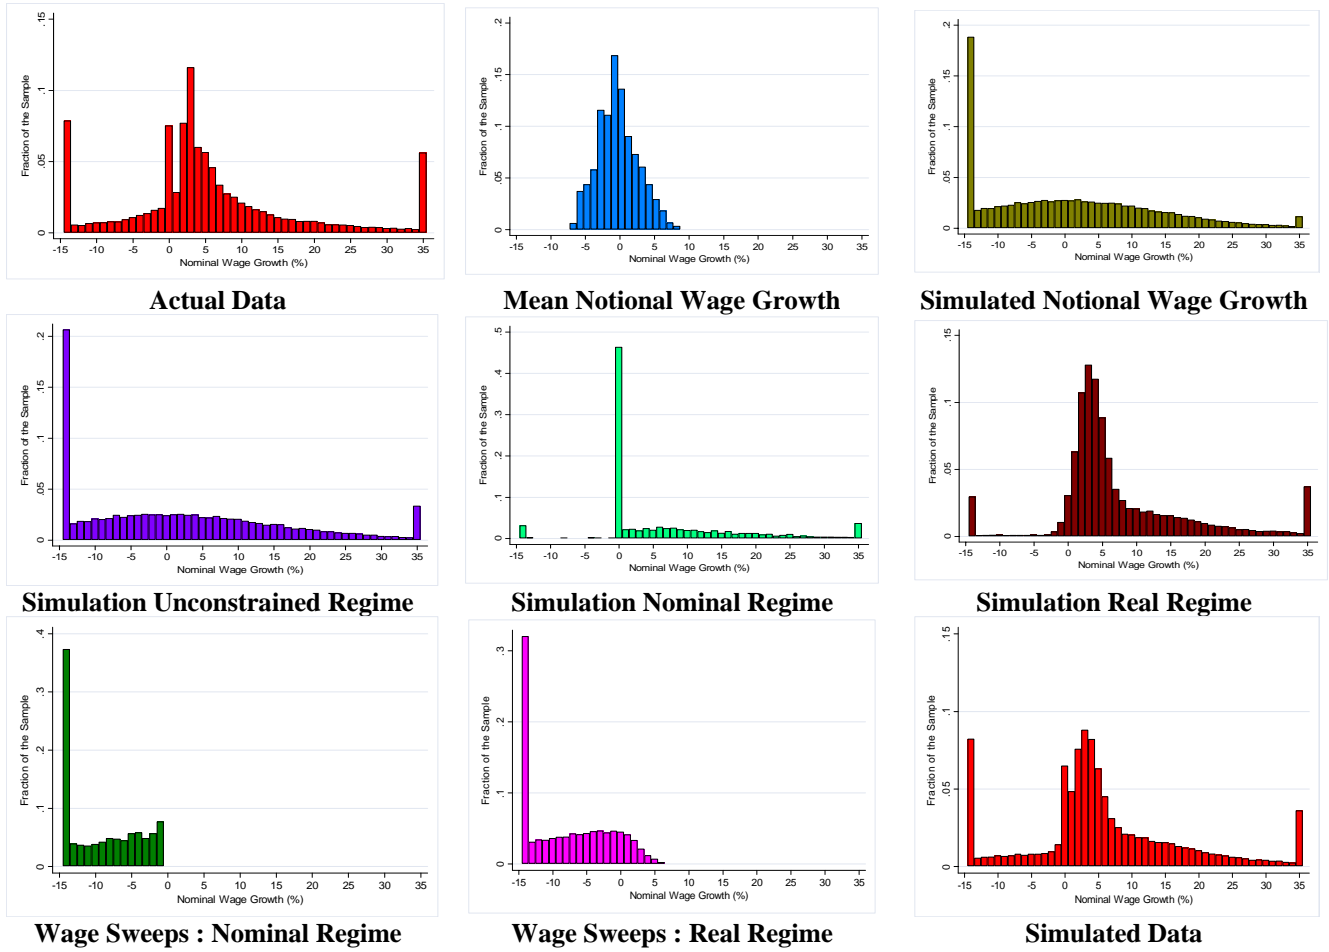 Fraction of the Sample
.15
.1
.05
0
-15 -10 -5 0 5 10 15 20 25 30 35
Nominal Wage Growth (%)
Actual Data
Fraction of the Sample
.2
.15
.1
.05
0
-15 -10 -5 0 5 10 15 20 25 30 35
Nominal Wage Growth (%)
Mean Notional Wage Growth
Fraction of the Sample
.2
.15
.1
.05
0
-15 -10 -5 0 5 10 15 20 25 30 35
Nominal Wage Growth (%)
Simulated Notional Wage Growth
Fraction of the Sample
.2
.15
.1
.05
0
-15 -10 -5 0 5 10 15 20 25 30 35
Nominal Wage Growth (%)
Simulation Unconstrained Regime
Fraction of the Sample
.5
.4
.3
.2
.1
0
-15 -10 -5 0 5 10 15 20 25 30 35
Nominal Wage Growth (%)
Simulation Nominal Regime
Fraction of the Sample
.15
.1
.05
0
-15 -10 -5 0 5 10 15 20 25 30 35
Nominal Wage Growth (%)
Simulation Real Regime
Fraction of the Sample
.4
.3
.2
.1
0
-15 -10 -5 0 5 10 15 20 25 30 35
Nominal Wage Growth (%)
Wage Sweeps : Nominal Regime
Fraction of the Sample
.3
.2
.1
0
-15 -10 -5 0 5 10 15 20 25 30 35
Nominal Wage Growth (%)
Wage Sweeps : Real Regime
Fraction of the Sample
.15
.1
.05
0
-15 -10 -5 0 5 10 15 20 25 30 35
Nominal Wage Growth (%)
Simulated Data